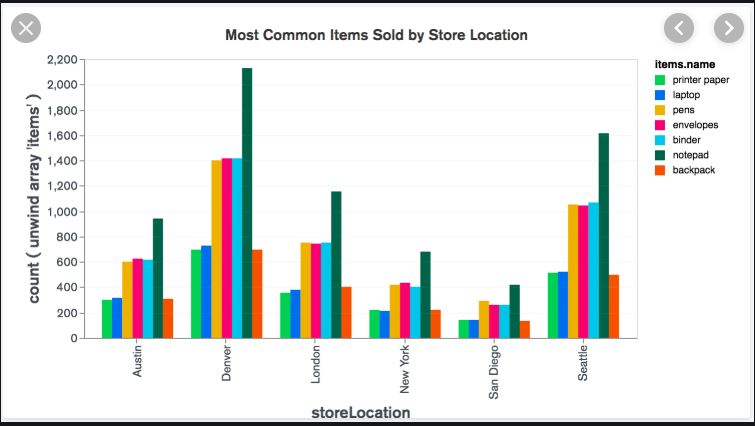 Most Common Items Sold by Store Location
count ( unwind array 'items' )
2,200
2,000
1,800
1,600
1,400
1,200
1,000
800
600
400
200
0
Austin
Denver
London
New York
San Diego
Seattle
storeLocation
items.name
printer paper
laptop
pens
envelopes
binder
notepad
backpack